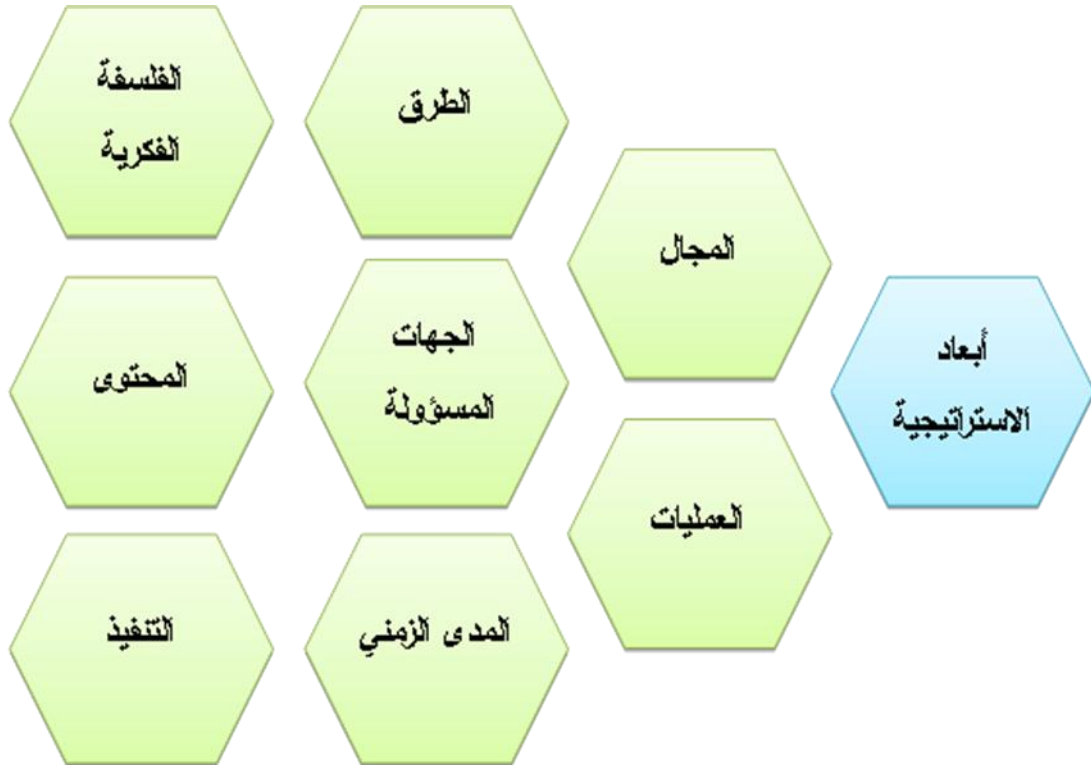 أبعاد
الاستراتيجية
المجال
العمليات
الطرق
الجهات
المسؤولة
المدى الزمني
الفلسفة
الفكرية
المحتوى
التنفيذ